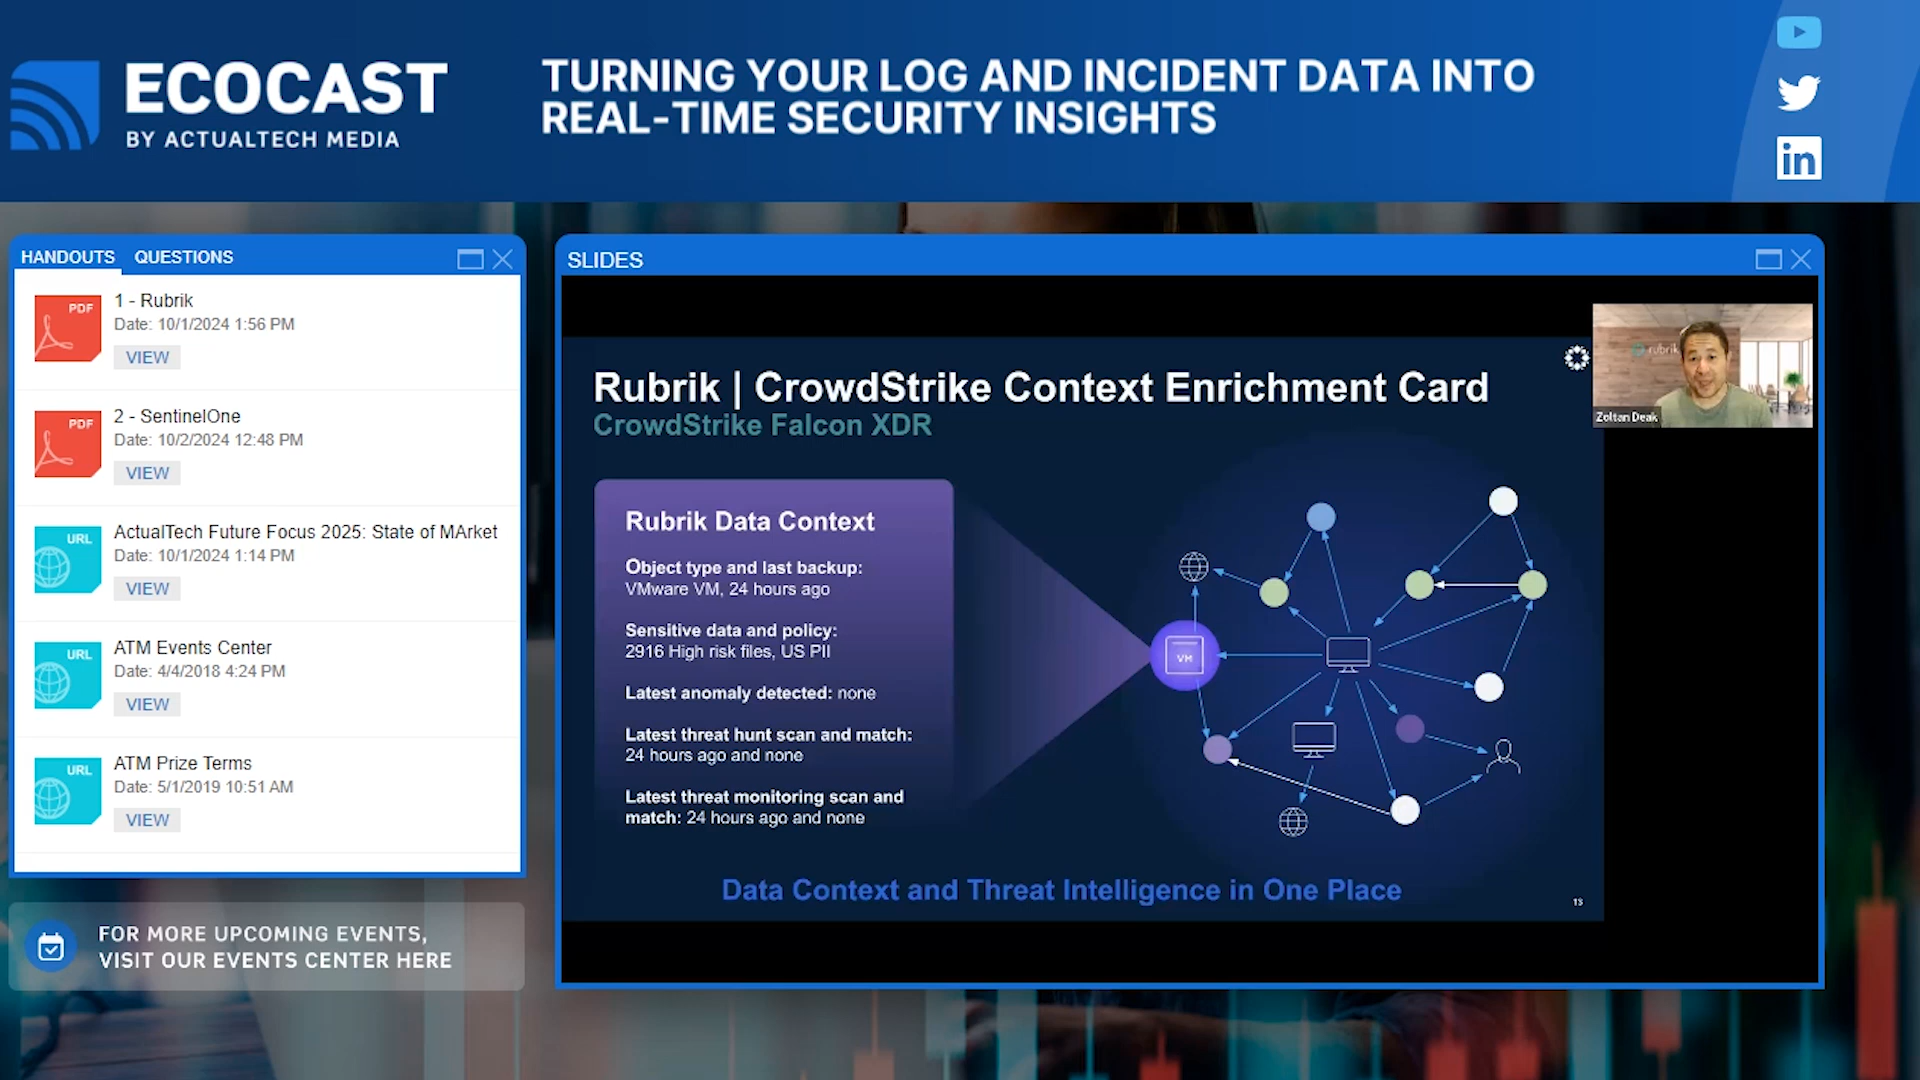 ECOCAST
BY ACTUALTECH MEDIA
TURNING YOUR LOG AND INCIDENT DATA INTO
REAL-TIME SECURITY INSIGHTS
in
HANDOUTS QUESTIONS
PDF
1 - Rubrik
Date: 10/1/2024 1:56 PM
VIEW
PDF
2 - SentinelOne
Date: 10/2/2024 12:48 PM
VIEW
URL
ActualTech Future Focus 2025: State of MArket
Date: 10/1/2024 1:14 PM
VIEW
URL
ATM Events Center
Date: 4/4/2018 4:24 PM
VIEW
URL
ATM Prize Terms
Date: 5/1/2019 10:51 AM
VIEW
FOR MORE UPCOMING EVENTS,
VISIT OUR EVENTS CENTER HERE
SLIDES
Rubrik | CrowdStrike Context Enrichment Card
CrowdStrike Falcon XDR
rubrik
Zoltan Deak
Rubrik Data Context
Object type and last backup:
VMware VM, 24 hours ago
Sensitive data and policy:
2916 High risk files, US PII
Latest anomaly detected: none
Latest threat hunt scan and match:
24 hours ago and none
Latest threat monitoring scan and
match: 24 hours ago and none
VM
Data Context and Threat Intelligence in One Place
13